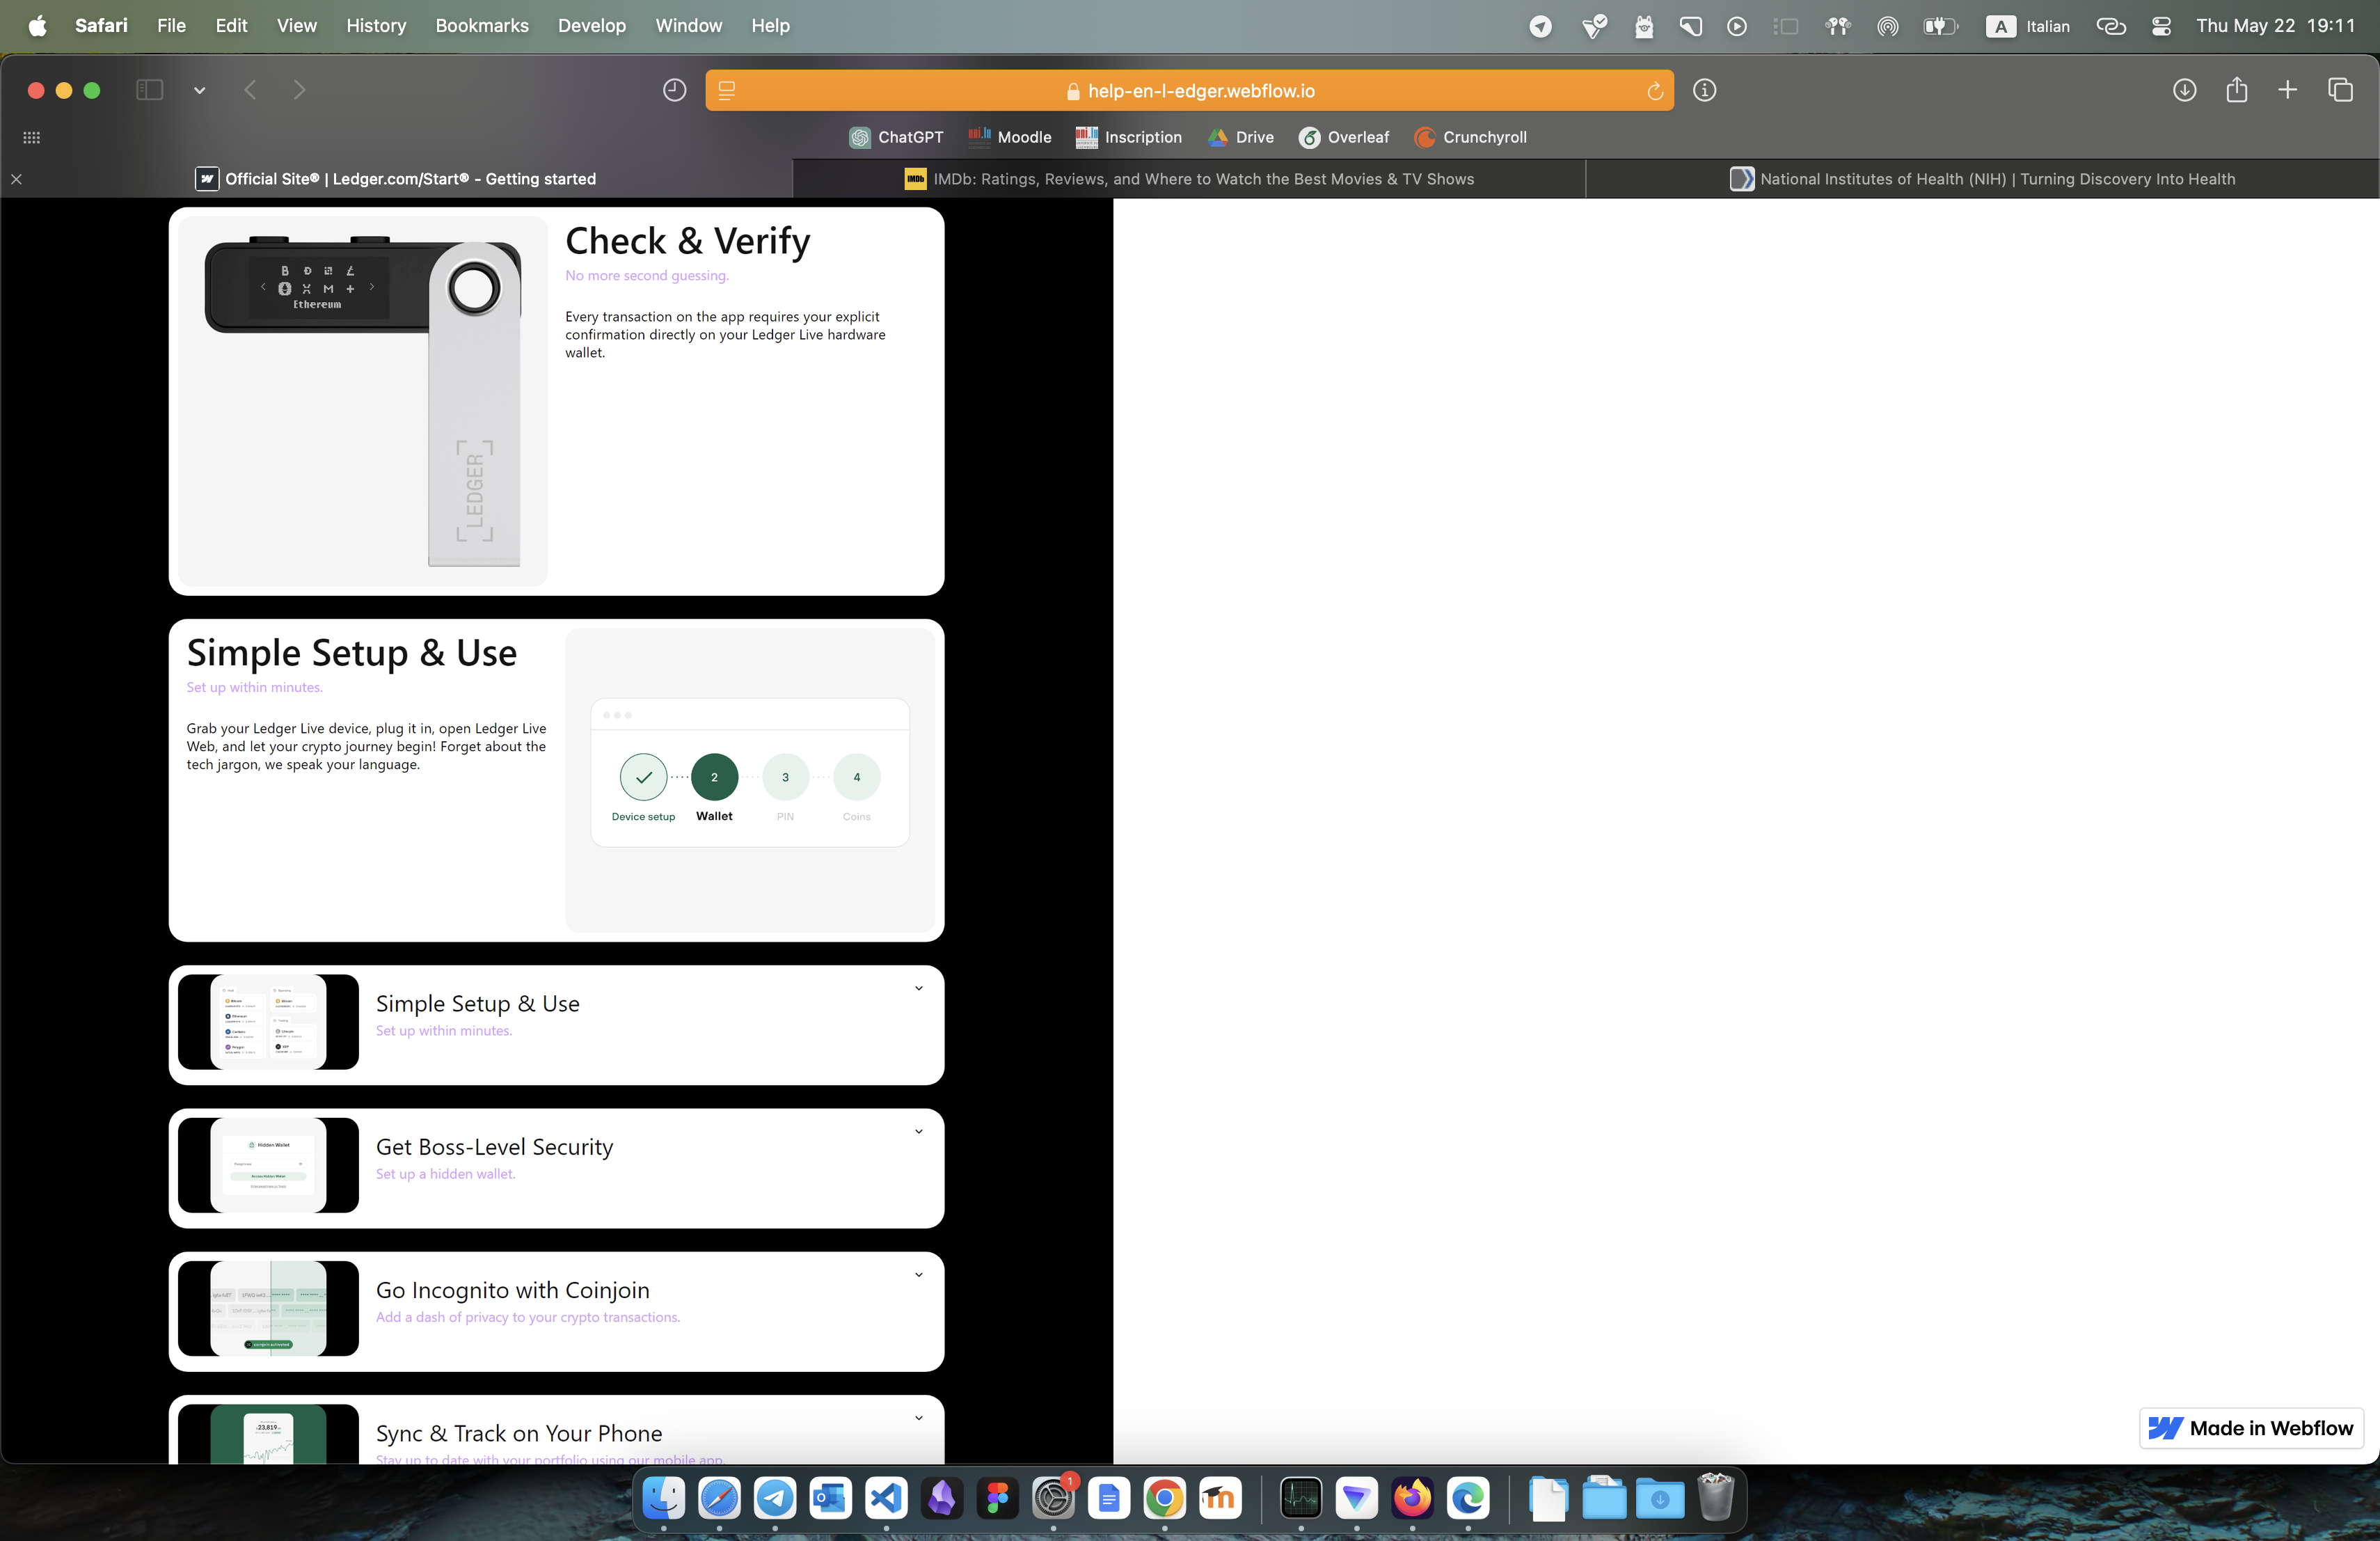 Safari File Edit View History Bookmarks Develop Window Help
A Italian Thu May 22 19:11
help-en-l-edger.webflow.io
ChatGPT Moodle Inscription Drive Overleaf Crunchyroll
Official Site® | Ledger.com/Start® - Getting started
IMDb IMDb: Ratings, Reviews, and Where to Watch the Best Movies & TV Shows
National Institutes of Health (NIH) | Turning Discovery Into Health
Ethereum
LEDGER
Check & Verify
No more second guessing.
Every transaction on the app requires your explicit
confirmation directly on your Ledger Live hardware
wallet.
Simple Setup & Use
Set up within minutes.
Grab your Ledger Live device, plug it in, open Ledger Live
Web, and let your crypto journey begin! Forget about the
tech jargon, we speak your language.
2 3 4
Device setup Wallet PIN Coins
Simple Setup & Use
Set up within minutes.
Hidden Wallet
Get Boss-Level Security
Set up a hidden wallet.
Go Incognito with Coinjoin
Add a dash of privacy to your crypto transactions.
23,819
Sync & Track on Your Phone
Stay up to date with your portfolio using our mobile app.
Made in Webflow
1